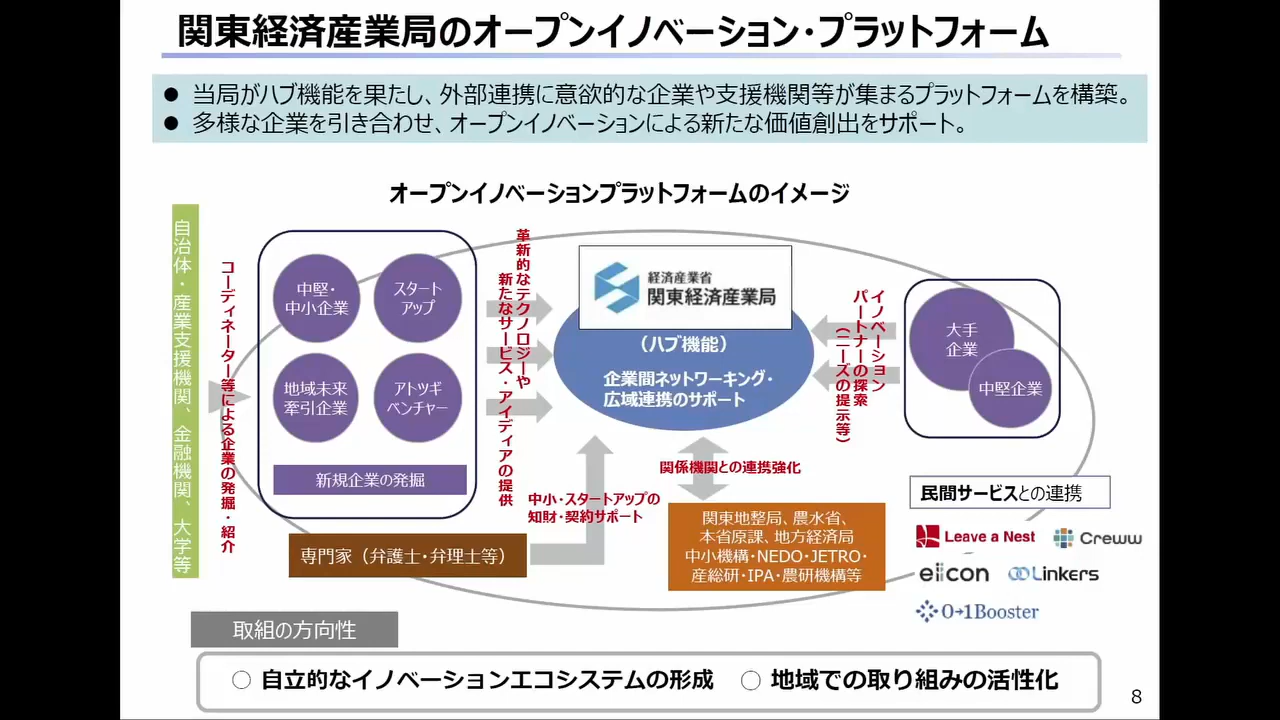 関東経済産業局のオープンイノベーション・プラットフォーム
● 当局がハブ機能を果たし、外部連携に意欲的な企業や支援機関等が集まるプラットフォームを構築。
● 多様な企業を引き合わせ、オープンイノベーションによる新たな価値創出をサポート。
オープンイノベーションプラットフォームのイメージ
自治体・産業支援機関、金融機関、大学等
コーディネーター等による企業の発掘・紹介
中堅・
中小企業
スタート
アップ
地域未来
牽引企業
アトツギ
ベンチャー
新規企業の発掘
革新的なテクノロジーや
新たなサービス・アイディアの提供
経済産業省
関東経済産業局
（ハブ機能）
企業間ネットワーキング・
広域連携のサポート
イノベーション
パートナーの探索
（ニーズの提示等）
大手
企業
中堅企業
関係機関との連携強化
中小・スタートアップの
知財・契約サポート
専門家（弁護士・弁理士等）
関東地整局、農水省、
本省原課、地方経済局
中小機構・NEDO・JETRO・
産総研・IPA・農研機構等
民間サービスとの連携
Leave a Nest
Creww
eiicon
Linkers
0→1Booster
取組の方向性
○ 自立的なイノベーションエコシステムの形成
○ 地域での取り組みの活性化
8